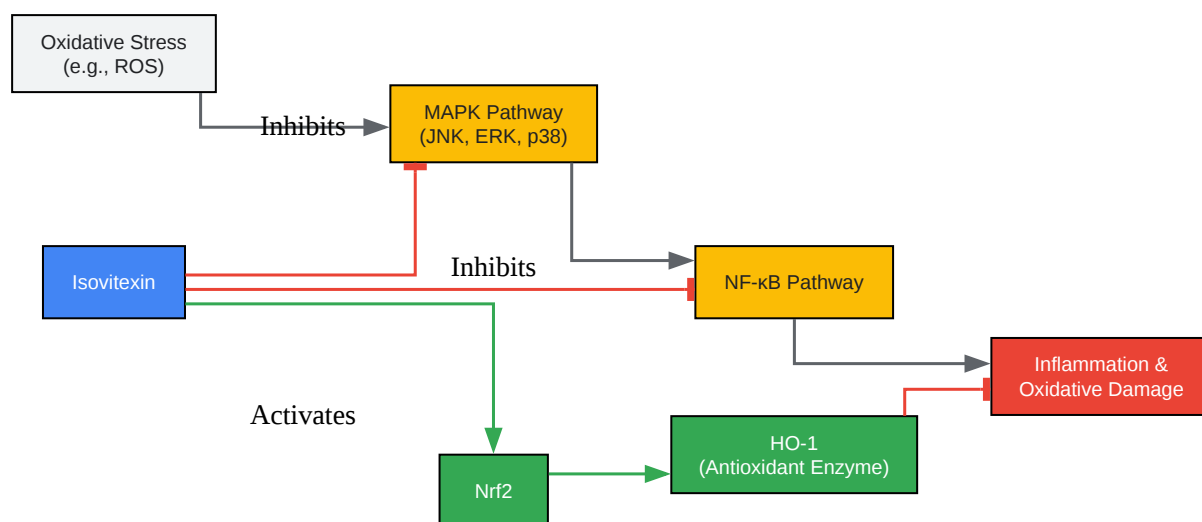 Oxidative Stress
(e.g., ROS)
MAPK Pathway
(JNK, ERK, p38)
Inhibits
Isovitexin
Inhibits
NF-κB Pathway
Inflammation &
Oxidative Damage
Activates
HO-1
(Antioxidant Enzyme)
Nrf2